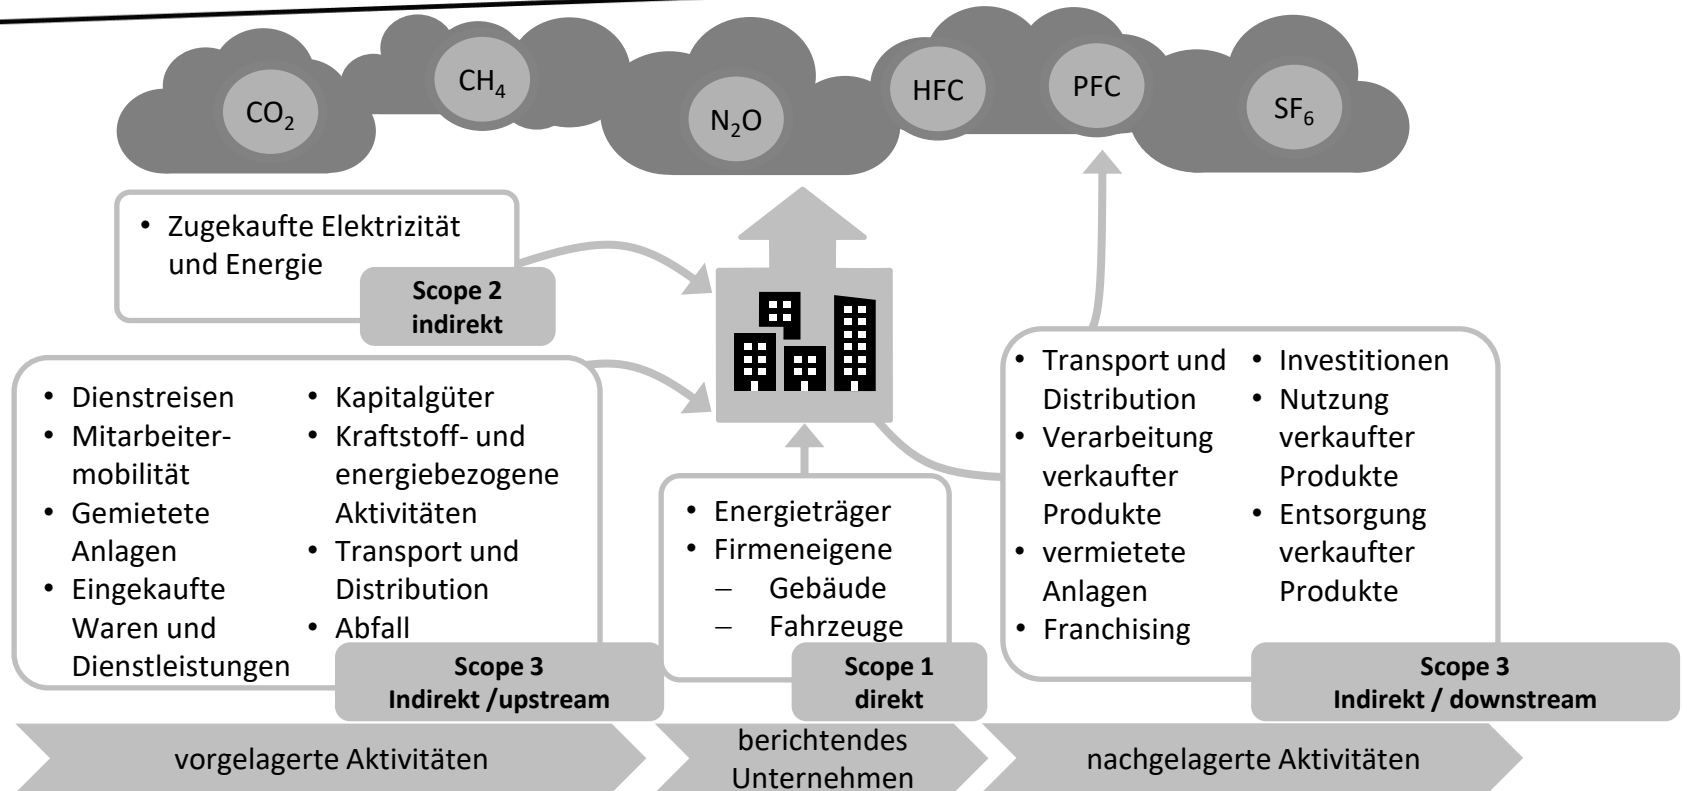 CO₂
CH₄
N₂O
HFC
PFC
SF₆
• Zugekaufte Elektrizität
und Energie
Scope 2
indirekt
• Dienstreisen
• Mitarbeiter-
mobilität
• Gemietete
Anlagen
• Eingekaufte
Waren und
Dienstleistungen
• Kapitalgüter
• Kraftstoff- und
energiebezogene
Aktivitäten
• Transport und
Distribution
• Abfall
Scope 3
Indirekt /upstream
• Energieträger
• Firmeneigene
– Gebäude
– Fahrzeuge
Scope 1
direkt
• Transport und
Distribution
• Verarbeitung
verkaufter
Produkte
• vermietete
Anlagen
• Franchising
• Investitionen
• Nutzung
verkaufter
Produkte
• Entsorgung
verkaufter
Produkte
Scope 3
Indirekt / downstream
vorgelagerte Aktivitäten
berichtendes
Unternehmen
nachgelagerte Aktivitäten